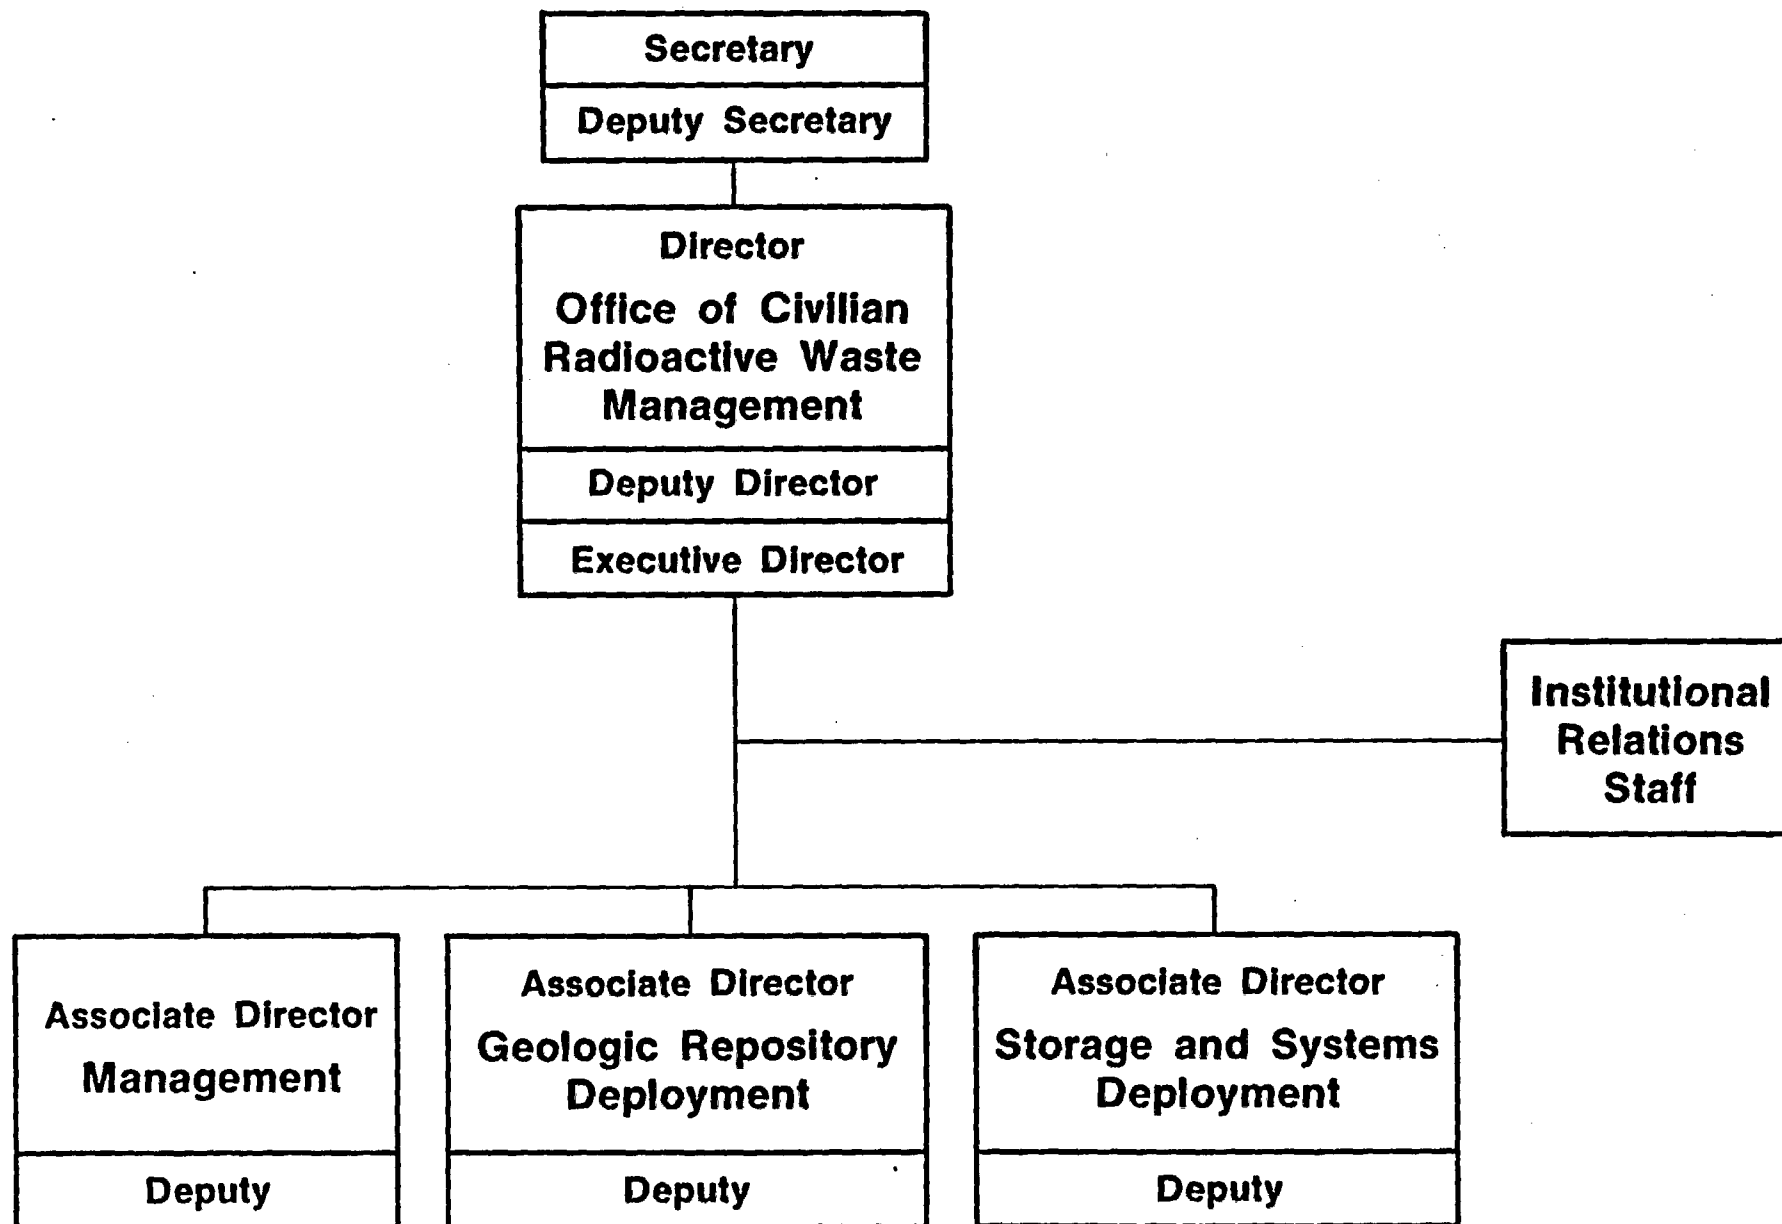 Secretary
Deputy Secretary
Director
Office of Civilian
Radioactive Waste
Management
Deputy Director
Executive Director
Institutional
Relations
Staff
Associate Director
Management
Deputy
Associate Director
Geologic Repository
Deployment
Deputy
Associate Director
Storage and Systems
Deployment
Deputy